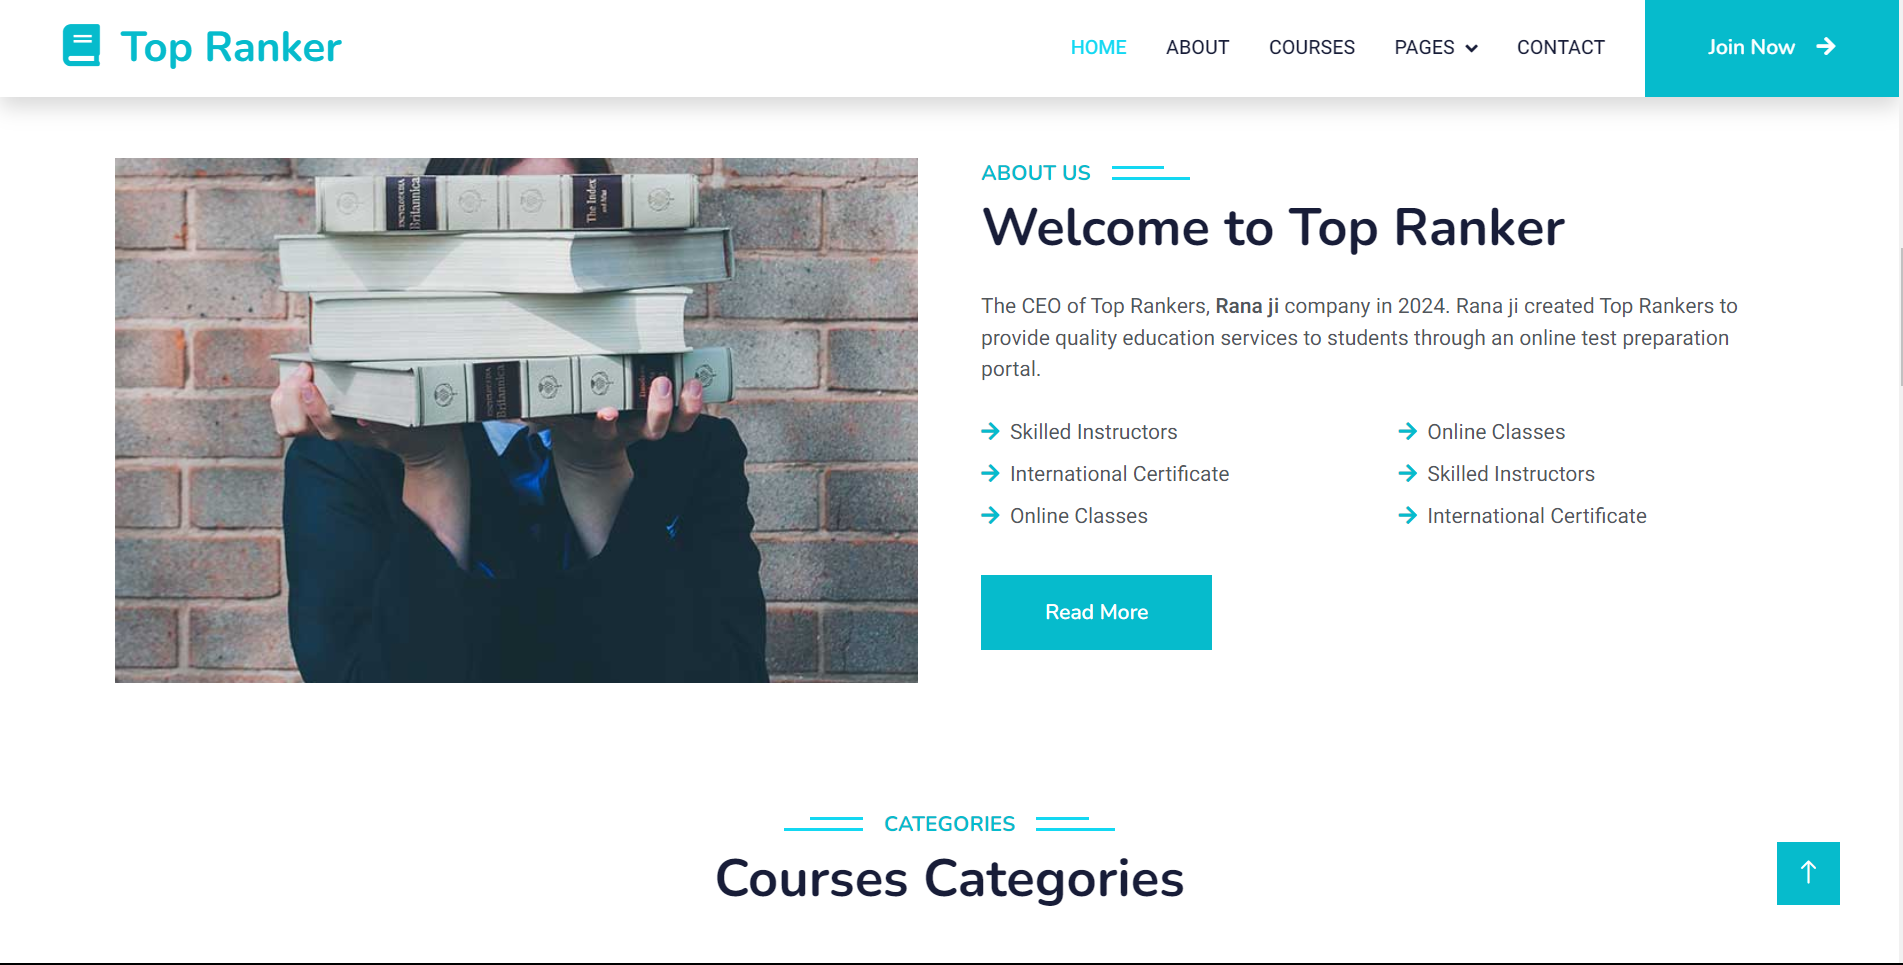 Top Ranker
HOME
ABOUT
COURSES
PAGES
CONTACT
Join Now
Britannica
The Index
Britannica
ABOUT US
Welcome to Top Ranker
The CEO of Top Rankers, Rana ji company in 2024. Rana ji created Top Rankers to
provide quality education services to students through an online test preparation
portal.
Skilled Instructors
Online Classes
International Certificate
Skilled Instructors
Online Classes
International Certificate
Read More
CATEGORIES
Courses Categories